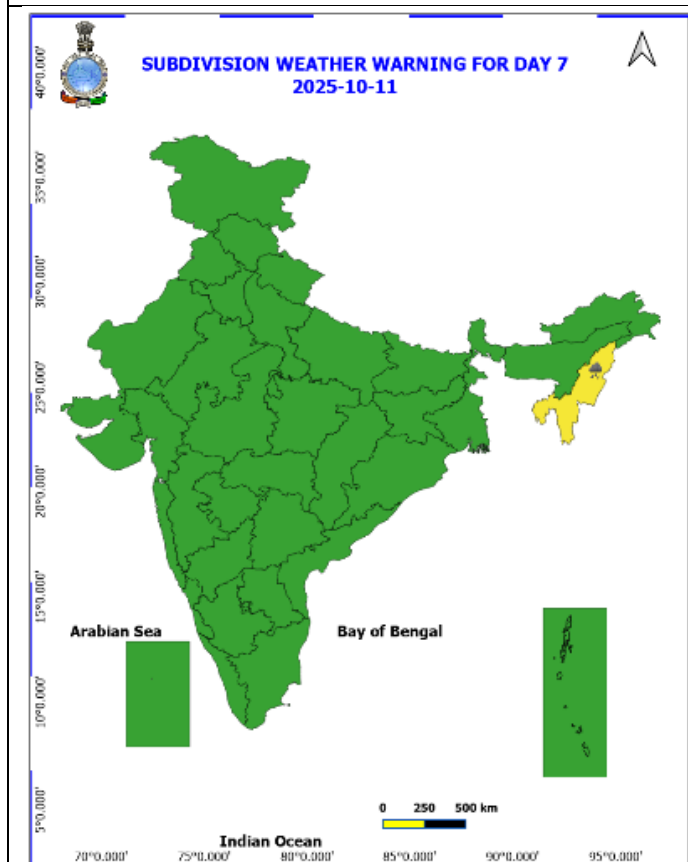 SUBDIVISION WEATHER WARNING FOR DAY 7
2025-10-11
40°0.000'
35°0.000'
30°0.000'
25°0.000'
20°0.000'
15°0.000'
10°0.000'
5°0.000'
Arabian Sea
Bay of Bengal
0 250 500 km
Indian Ocean
70°0.000' 75°0.000' 80°0.000' 85°0.000' 90°0.000' 95°0.000'